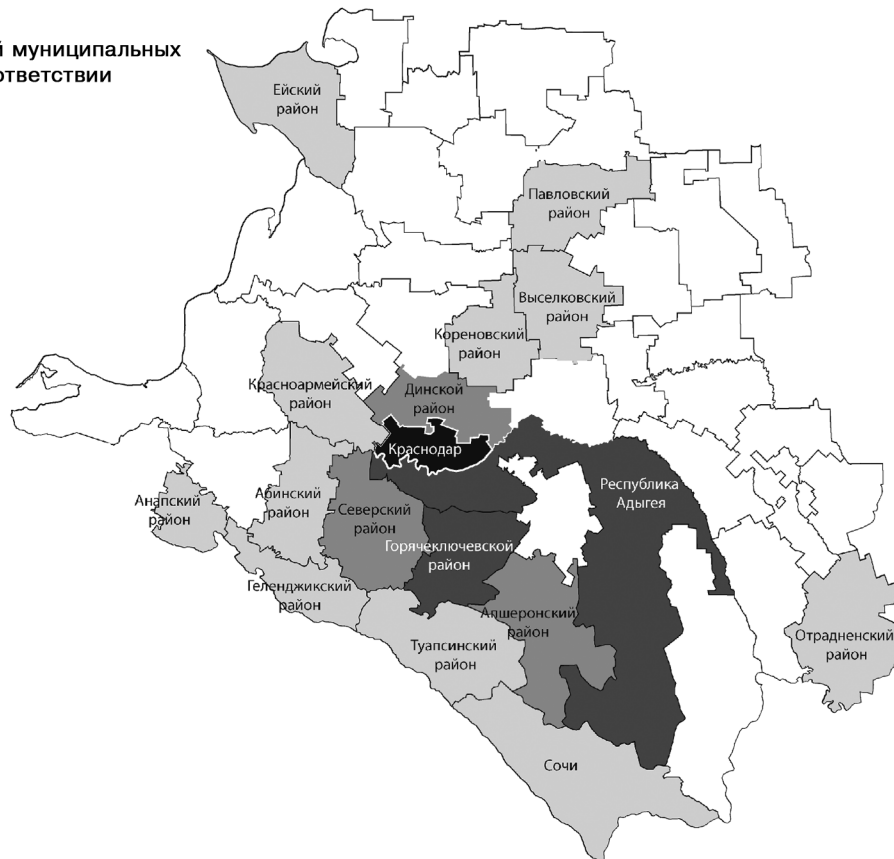 й муниципальных
ответствии
Ейский
район
Павловский
район
Выселковский
район
Кореновский
район
Красноармейский
район
Динской
район
Краснодар
Республика
Адыгея
Анапский
район
Абинский
район
Северский
район
Горячеключевской
район
Геленджикский
район
Апшеронский
район
Туапсинский
район
Отрадненский
район
Сочи